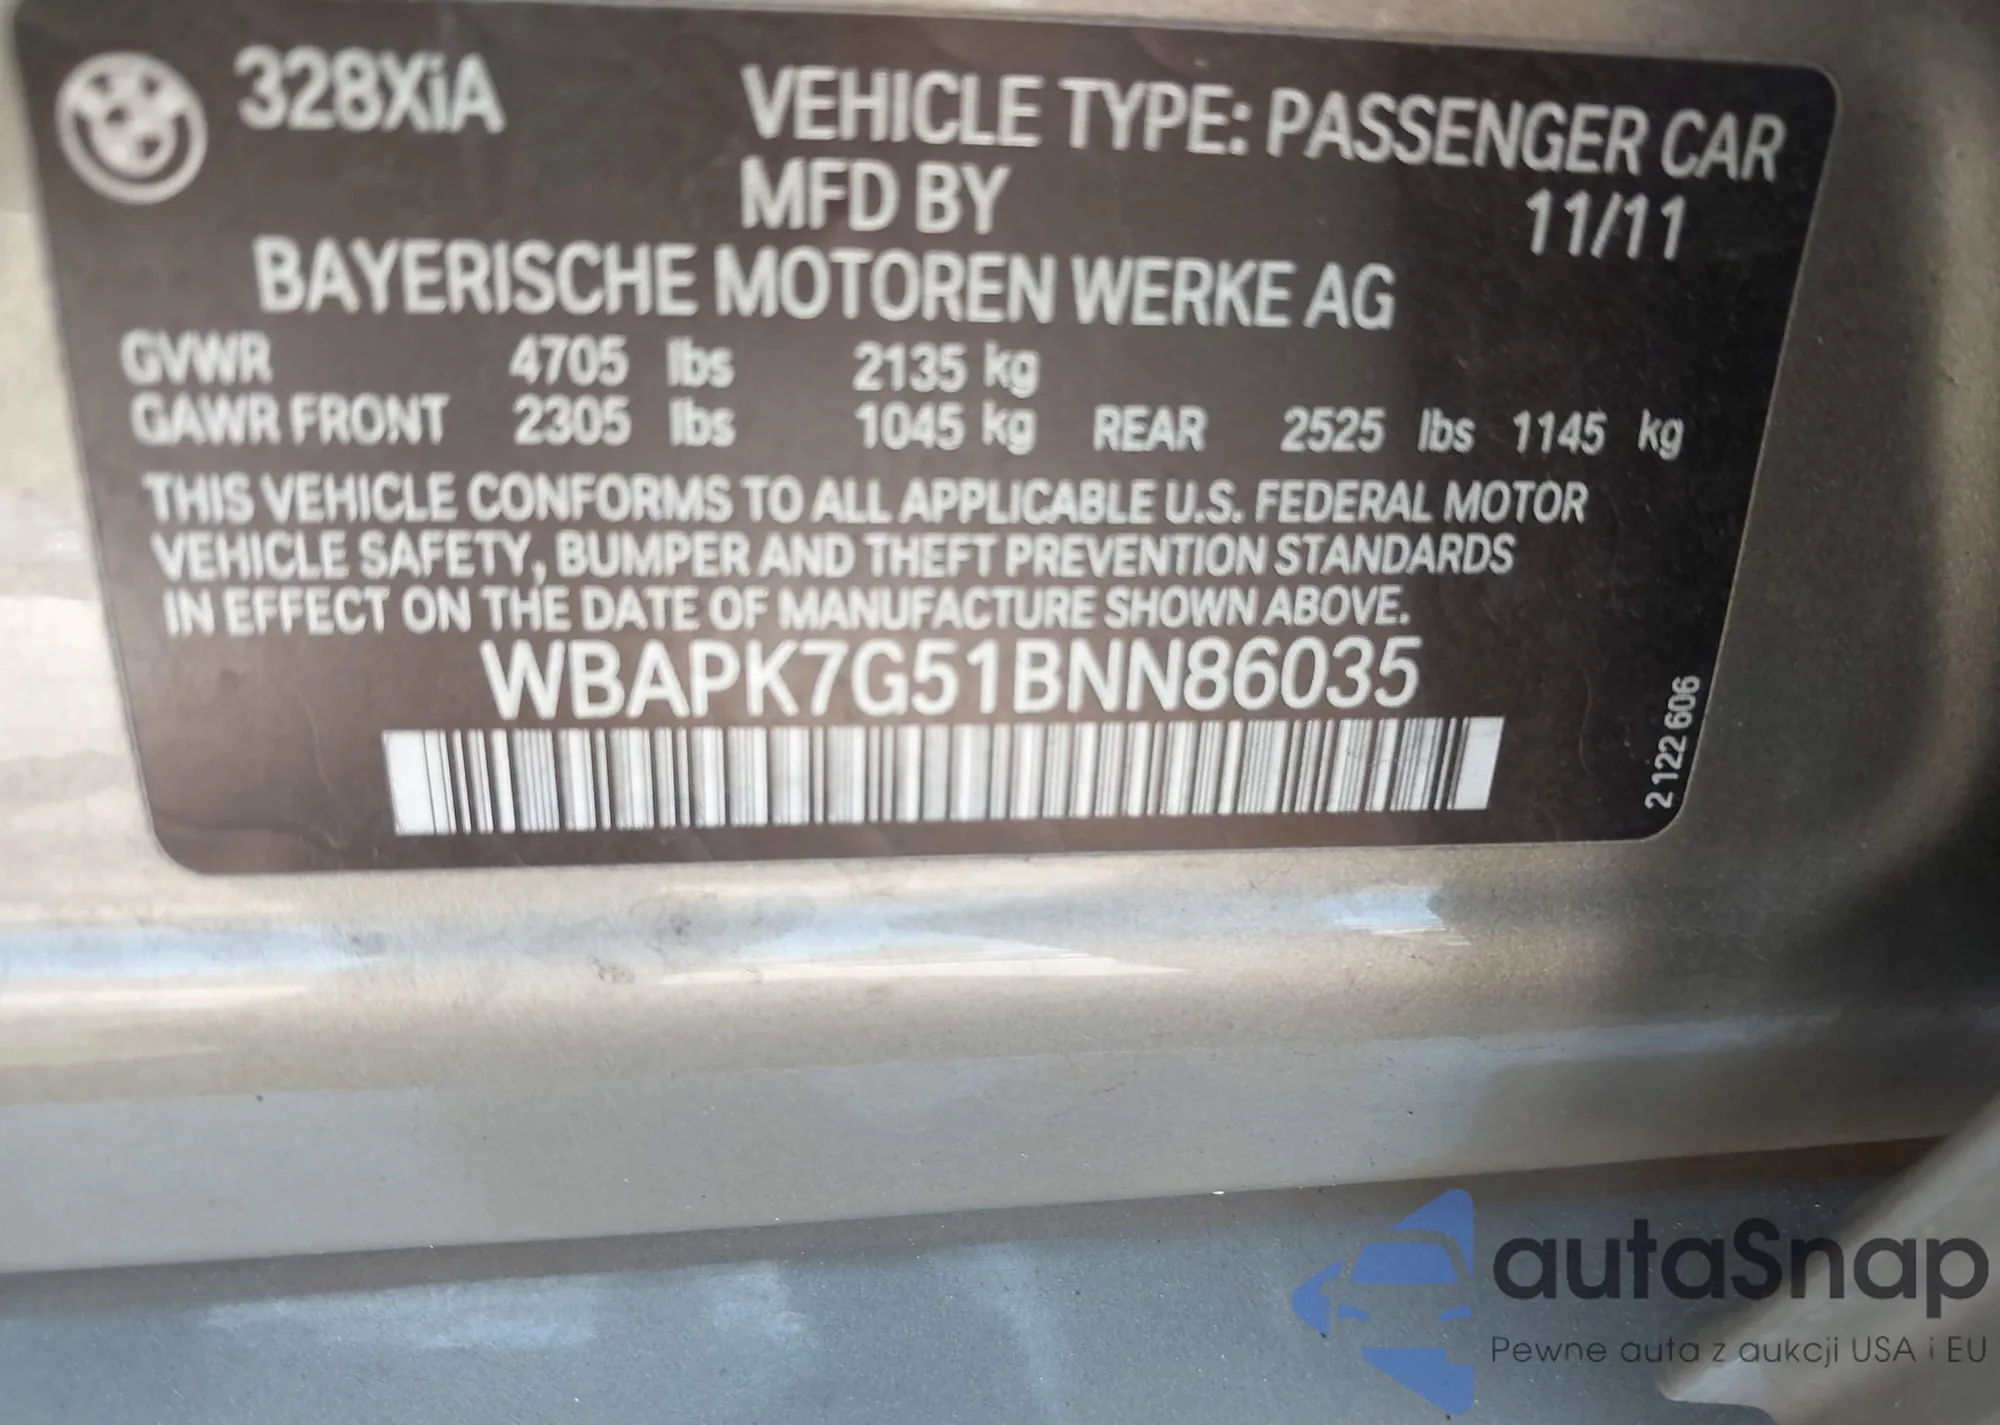 328XiA
VEHICLE TYPE: PASSENGER CAR
MFD BY
11/11
BAYERISCHE MOTOREN WERKE AG
GVWR 4705 lbs 2135 kg
GAWR FRONT 2305 lbs 1045 kg REAR 2525 lbs 1145 kg
THIS VEHICLE CONFORMS TO ALL APPLICABLE U.S. FEDERAL MOTOR
VEHICLE SAFETY, BUMPER AND THEFT PREVENTION STANDARDS
IN EFFECT ON THE DATE OF MANUFACTURE SHOWN ABOVE.
WBAPK7G51BNN86035
2 122 606
autaSnap
Pewne auta z aukcji USA i EU